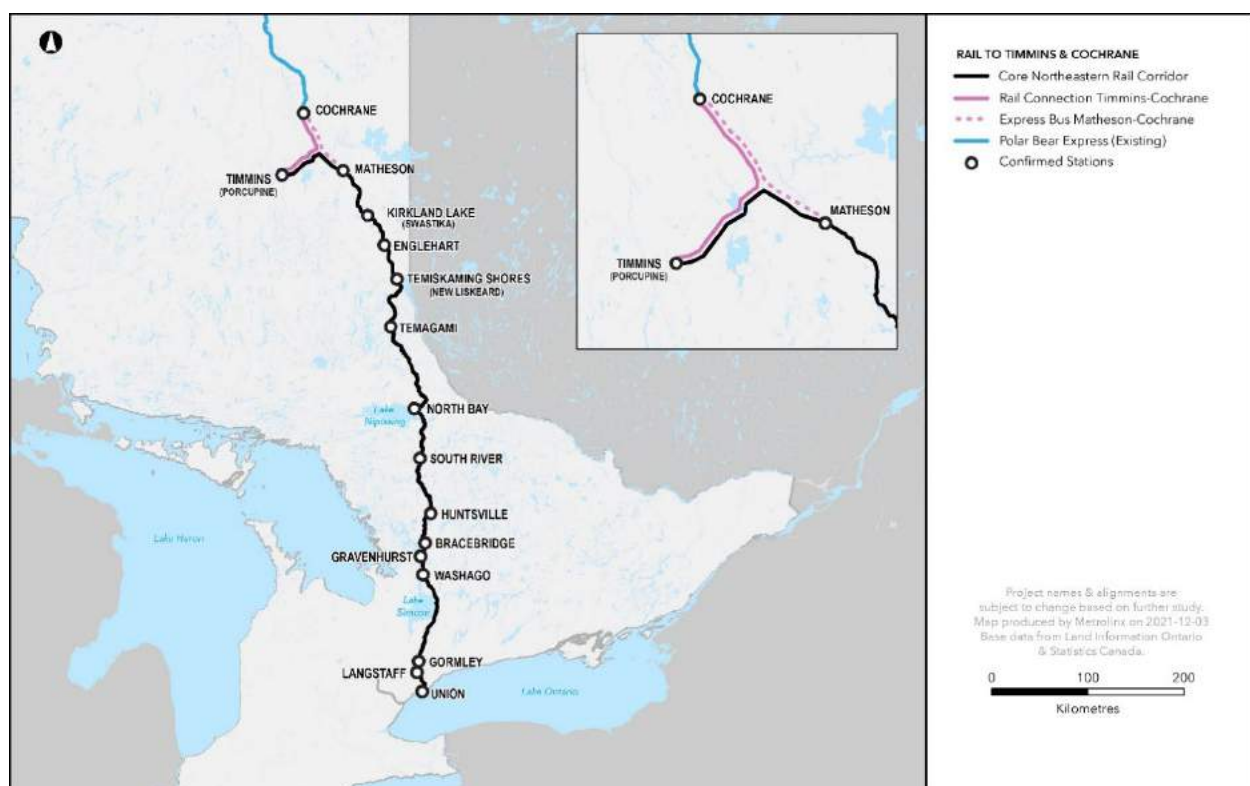 COCHRANE
MATHESON
TIMMINS
(PORCUPINE)
KIRKLAND LAKE
(SWASTIKA)
ENGLEHART
TEMISKAMING SHORES
(NEW LISKEARD)
TEMAGAMI
Lake
Nipissing
NORTH BAY
SOUTH RIVER
HUNTSVILLE
BRACEBRIDGE
GRAVENHURST
WASHAGO
Lake
Simcoe
Lake Huron
GORMLEY
LANGSTAFF
UNION
Lake Ontario
COCHRANE
MATHESON
TIMMINS
(PORCUPINE)
RAIL TO TIMMINS & COCHRANE
Core Northeastern Rail Corridor
Rail Connection Timmins-Cochrane
Express Bus Matheson-Cochrane
Polar Bear Express (Existing)
Confirmed Stations
Project names & alignments are
subject to change based on further study.
Map produced by Metrolinx on 2021-12-03
Base data from Land Information Ontario
& Statistics Canada.
0 100 200
Kilometres